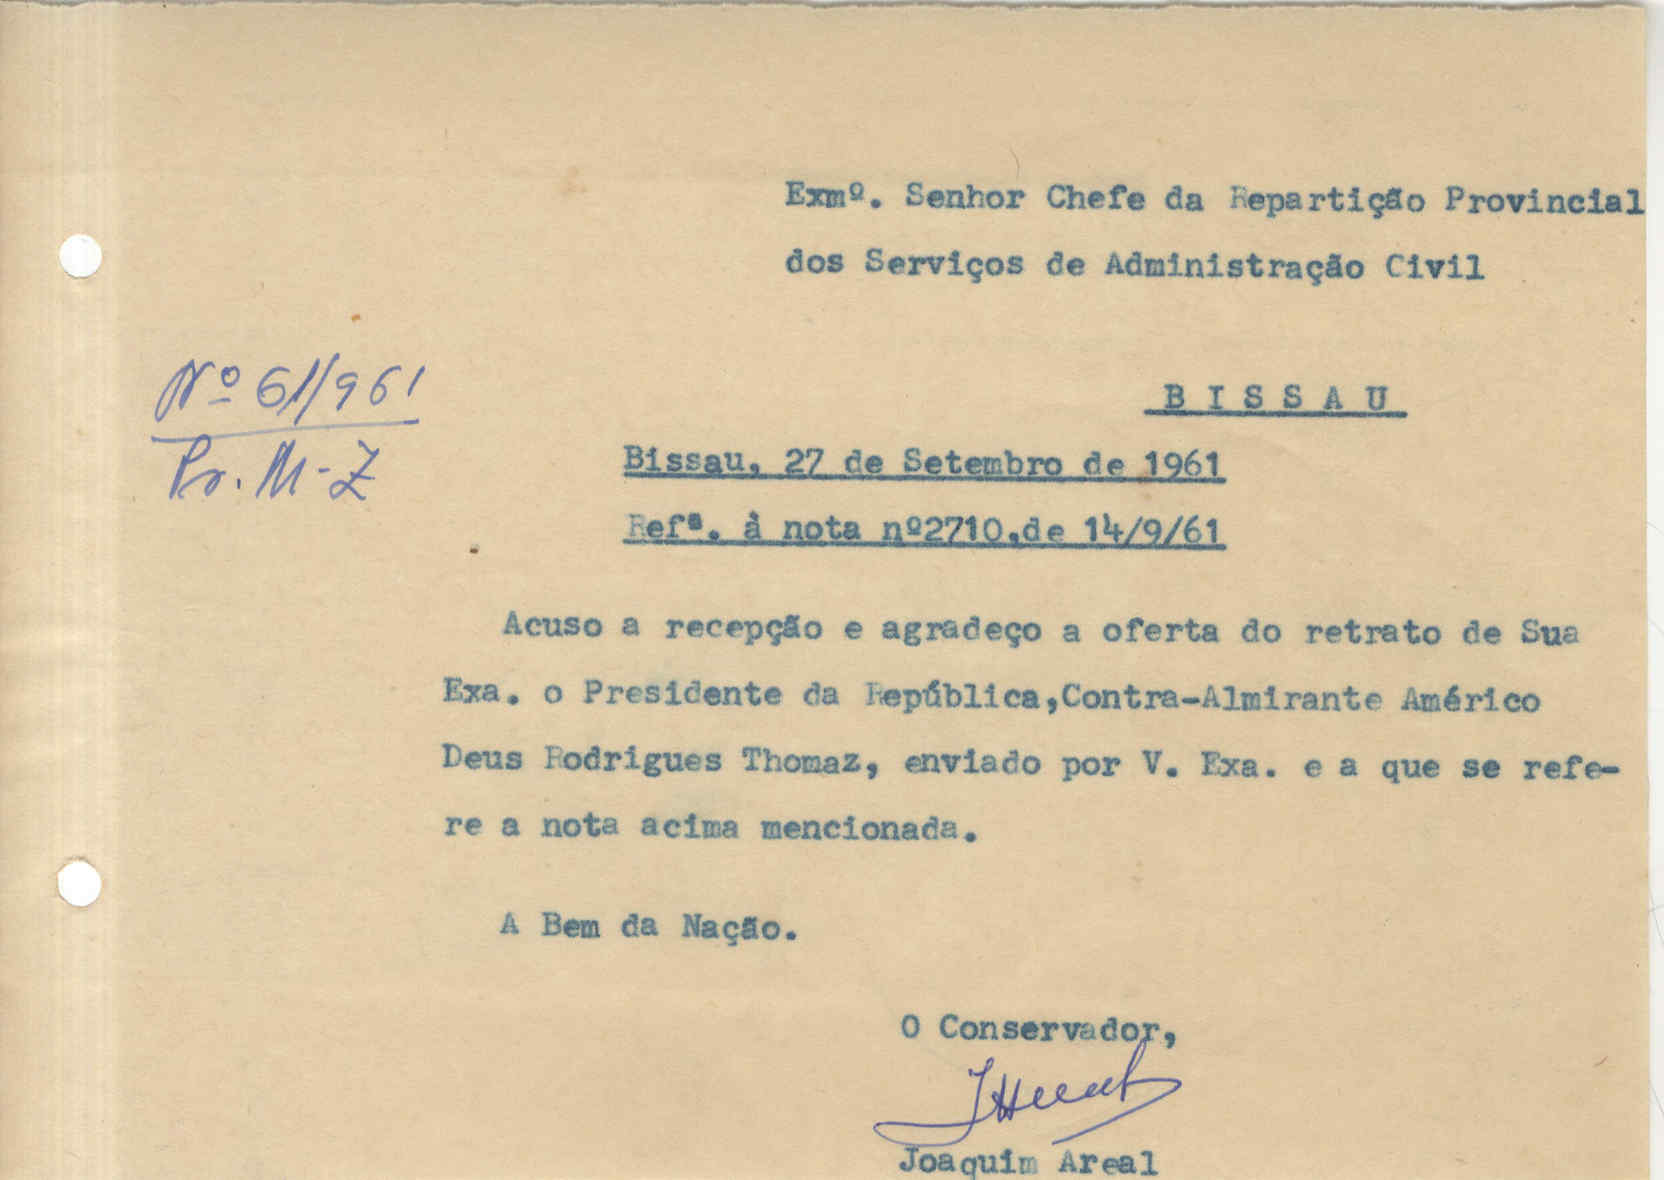 Exmº. Senhor Chefe da Repartição Provincial
dos Serviços de Administração Civil
Nº 61/961
Pr. M-Z
B I S S A U
Bissau, 27 de Setembro de 1961
Refª. à nota nº2710,de 14/9/61
Acuso a recepção e agradeço a oferta do retrato de Sua
Exa. o Presidente da República,Contra-Almirante Américo
Deus Rodrigues Thomaz, enviado por V. Exa. e a que se refe-
re a nota acima mencionada.
A Bem da Nação.
O Conservador,
Joaquim Areal